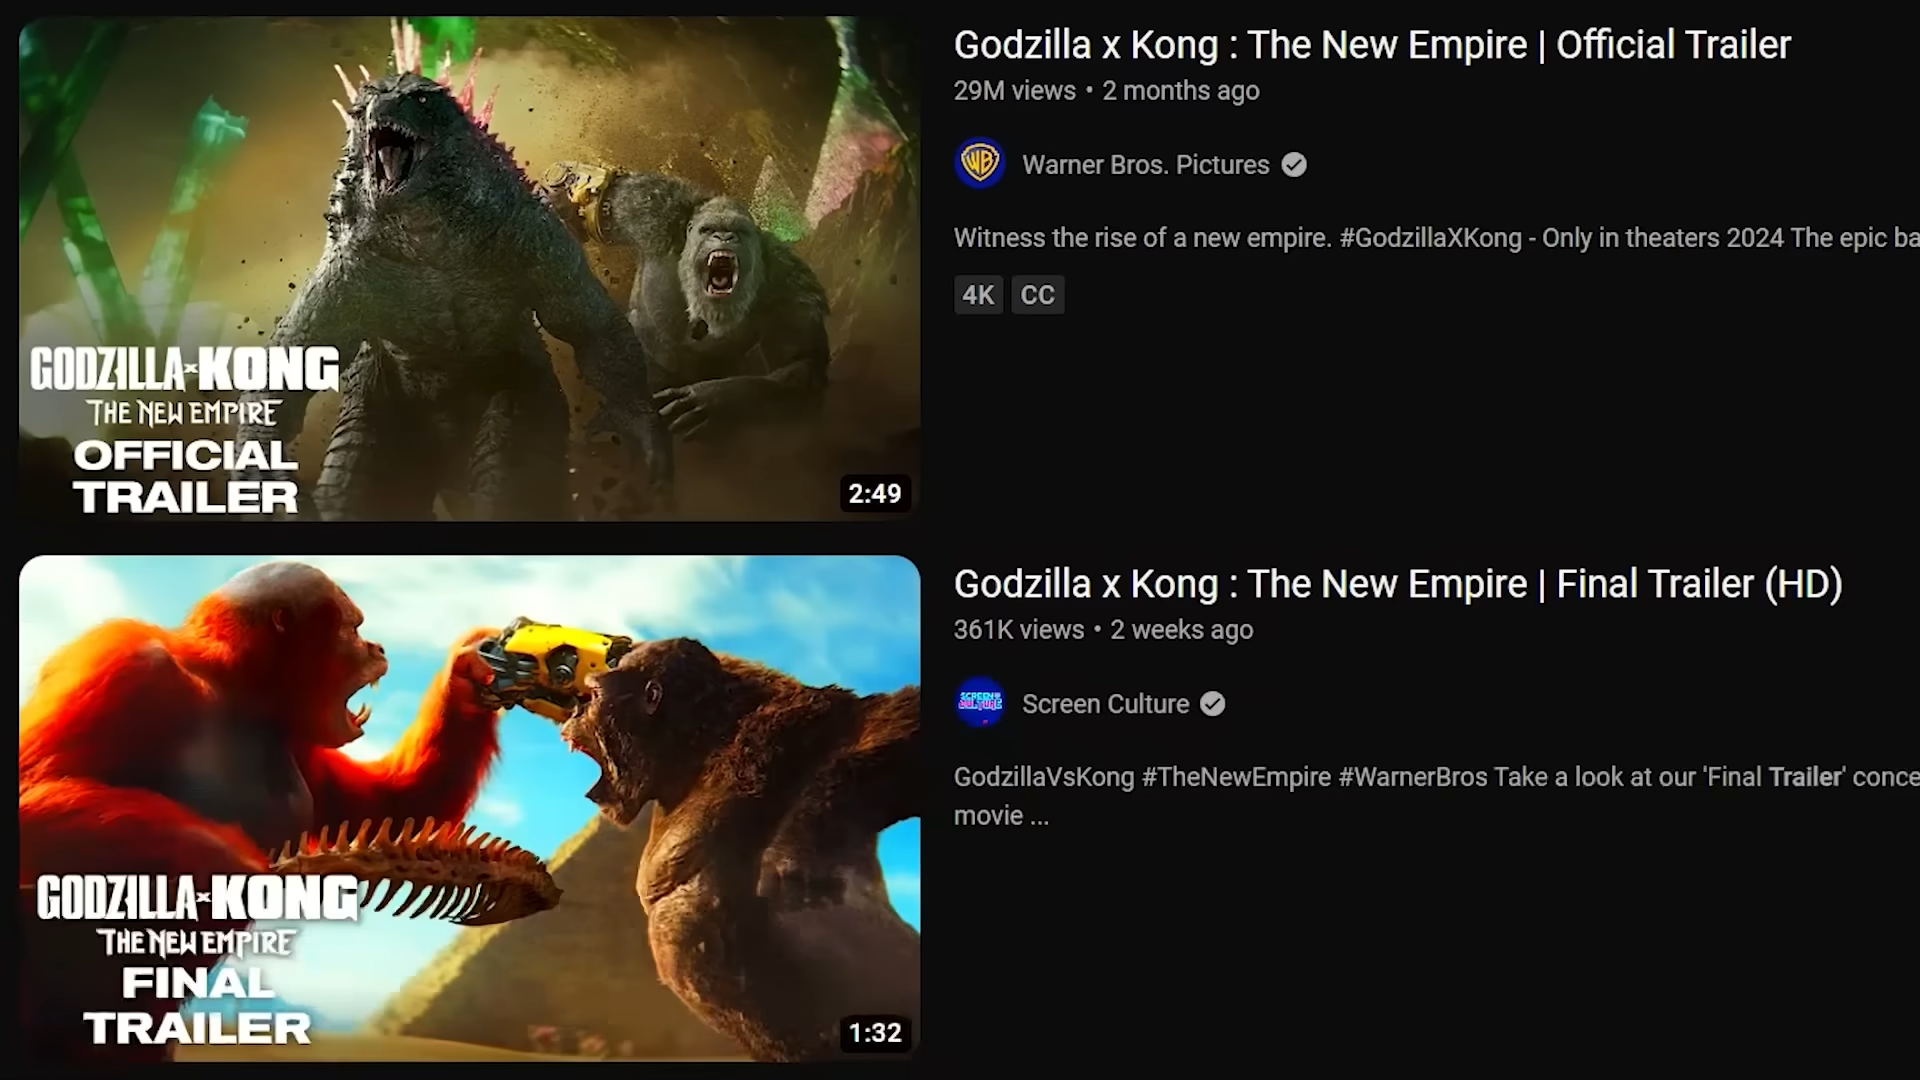 Godzilla x Kong : The New Empire | Official Trailer
29M views • 2 months ago
WB
Warner Bros. Pictures
Witness the rise of a new empire. #GodzillaXKong - Only in theaters 2024 The epic ba
4K CC
GODZILLA x KONG
THE NEW EMPIRE
OFFICIAL
TRAILER
2:49
Godzilla x Kong : The New Empire | Final Trailer (HD)
361K views • 2 weeks ago
SCREEN
CULTURE
Screen Culture
GodzillaVsKong #TheNewEmpire #WarnerBros Take a look at our 'Final Trailer' conce
movie ...
GODZILLA x KONG
THE NEW EMPIRE
FINAL
TRAILER
1:32